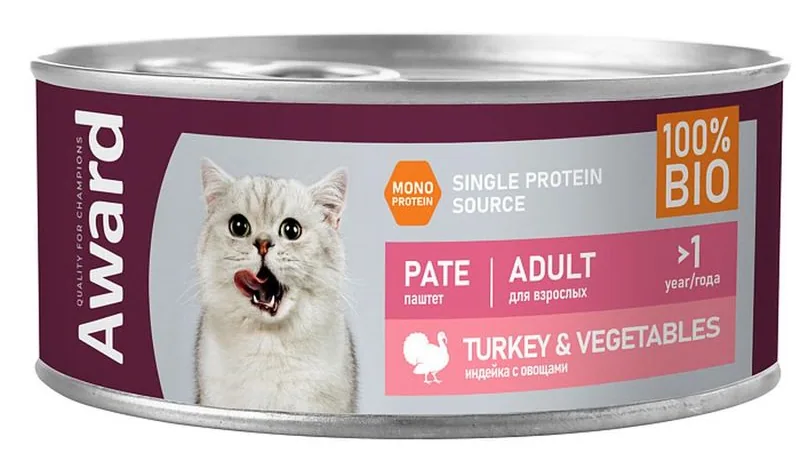 Award
QUALITY FOR CHAMPIONS
MONO
PROTEIN
SINGLE PROTEIN
SOURCE
100%
BIO
PATE
паштет
ADULT
для взрослых
>1
year/года
TURKEY & VEGETABLES
индейка с овощами